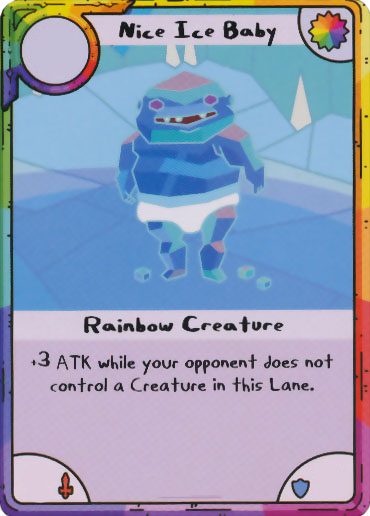 Nice Ice Baby
Rainbow Creature
+3 ATK while your opponent does not
control a Creature in this Lane.